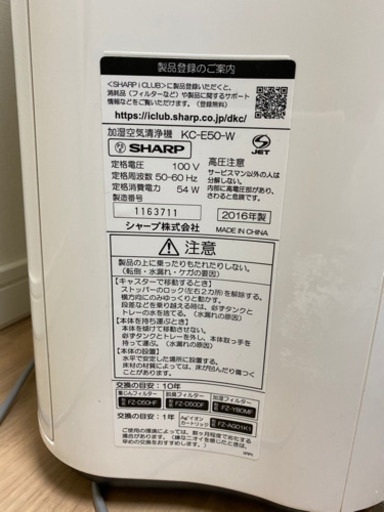 製品登録のご案内
<SHARP i CLUB>に製品登録いただくと、
消耗品(フィルターなど)や製品に関するサポート
情報などをご覧いただけます。(登録無料)
https://iclub.sharp.co.jp/dkc/
加湿空気清浄機 KC-E50-W
SHARP
JET
定格電圧 100 V
定格周波数 50-60 Hz
定格消費電力 54 W
製造番号
1163711
シャープ株式会社
高圧注意
サービスマン以外の人は
分解しないでください。
内部に高電圧部があり、
さわると危険です。
2016年製
MADE IN CHINA
注意
製品の上に乗ったりもたれたりしない。
(転倒・水漏れ・ケガの原因)
【キャスターで移動するとき】
ストッパーのロック(左右2カ所)を解除する。
横方向にのみゆっくりと動かす。
段差などを乗り越える時は、必ずタンクと
トレーの水を捨てる。(水漏れの原因)
【本体を持ち運ぶとき】
本体を傾けて移動させない。
必ずタンクとトレーを外し、本体取っ手を
持って運ぶ。(水漏れの原因)
【本体の設置】
水平で安定した場所に設置する。
床材の材質によっては、床が凹んだりする
ことがあります。
交換の目安：10年
集じんフィルター
FZ-D50HF
脱臭フィルター
FZ-D50DF
加湿フィルター
FZ-Y80MF
交換の目安：1年
Ag+イオン
カートリッジ
FZ-AG01K1